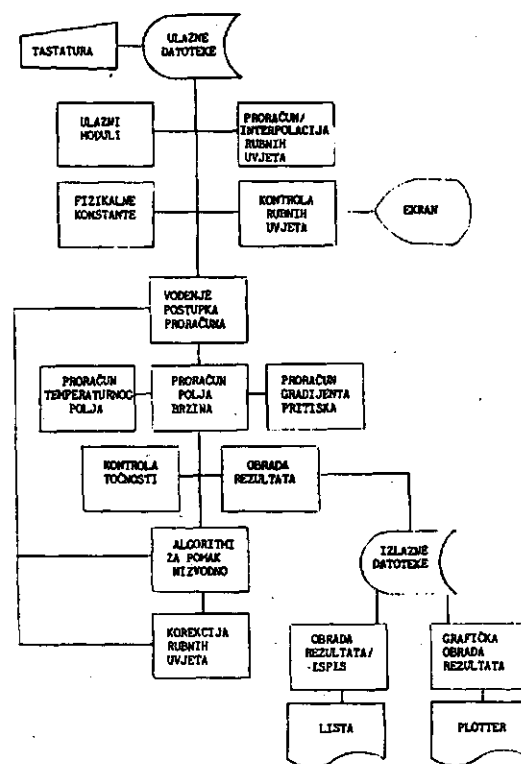 TASTATURA
ULAZNE
DATOTEKE
ULAZNI
MODULI
PRORAČUN/
INTERPOLACIJA
RUBNIH
UVJETA
FIZIKALNE
KONSTANTE
KONTROLA
RUBNIH
UVJETA
EKRAN
VOĐENJE
POSTUPKA
PRORAČUNA
PRORAČUN
TEMPERATURNOG
POLJA
PRORAČUN
POLJA
BRZINA
PRORAČUN
GRADIJENTA
PRITISKA
KONTROLA
TOČNOSTI
OBRADA
REZULTATA
ALGORITMI
ZA POMAK
NIZVODNO
IZLAZNE
DATOTEKE
KOREKCIJA
RUBNIH
UVJETA
OBRADA
REZULTATA/
-ISPIS
GRAFIČKA
OBRADA
REZULTATA
LISTA
PLOTTER